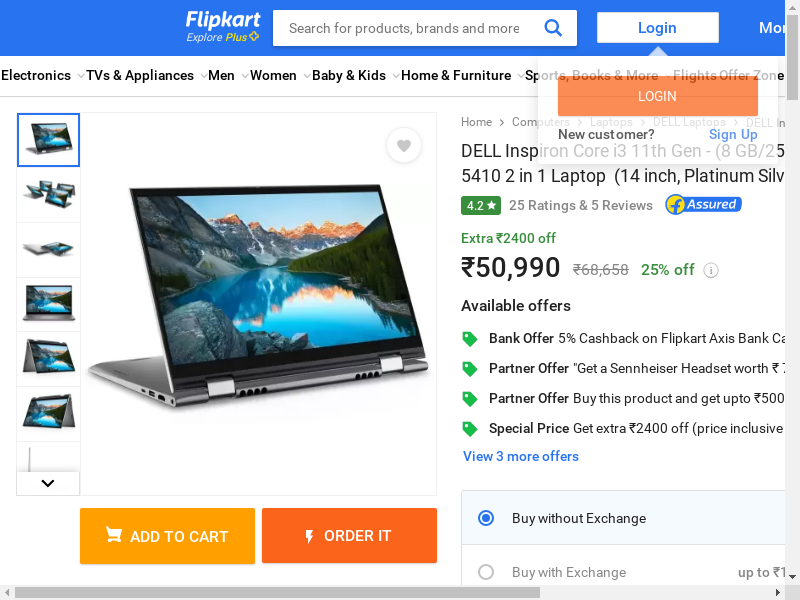 Flipkart
Explore Plus
Search for products, brands and more
Login
Electronics
TVs & Appliances
Men
Women
Baby & Kids
Home & Furniture
Sports, Books & More
Flights
Offer Zone
LOGIN
New customer?
Sign Up
Home
Computers
Laptops
DELL Laptops
DELL In
DELL Inspiron Core i3 11th Gen - (8 GB/25
5410 2 in 1 Laptop (14 inch, Platinum Silv
4.2
25 Ratings & 5 Reviews
Assured
Extra ₹2400 off
₹50,990
₹68,658
25% off
i
Available offers
Bank Offer 5% Cashback on Flipkart Axis Bank Ca
Partner Offer "Get a Sennheiser Headset worth ₹ 7
Partner Offer Buy this product and get upto ₹500
Special Price Get extra ₹2400 off (price inclusive
View 3 more offers
ADD TO CART
ORDER IT
Buy without Exchange
Buy with Exchange
up to ₹1